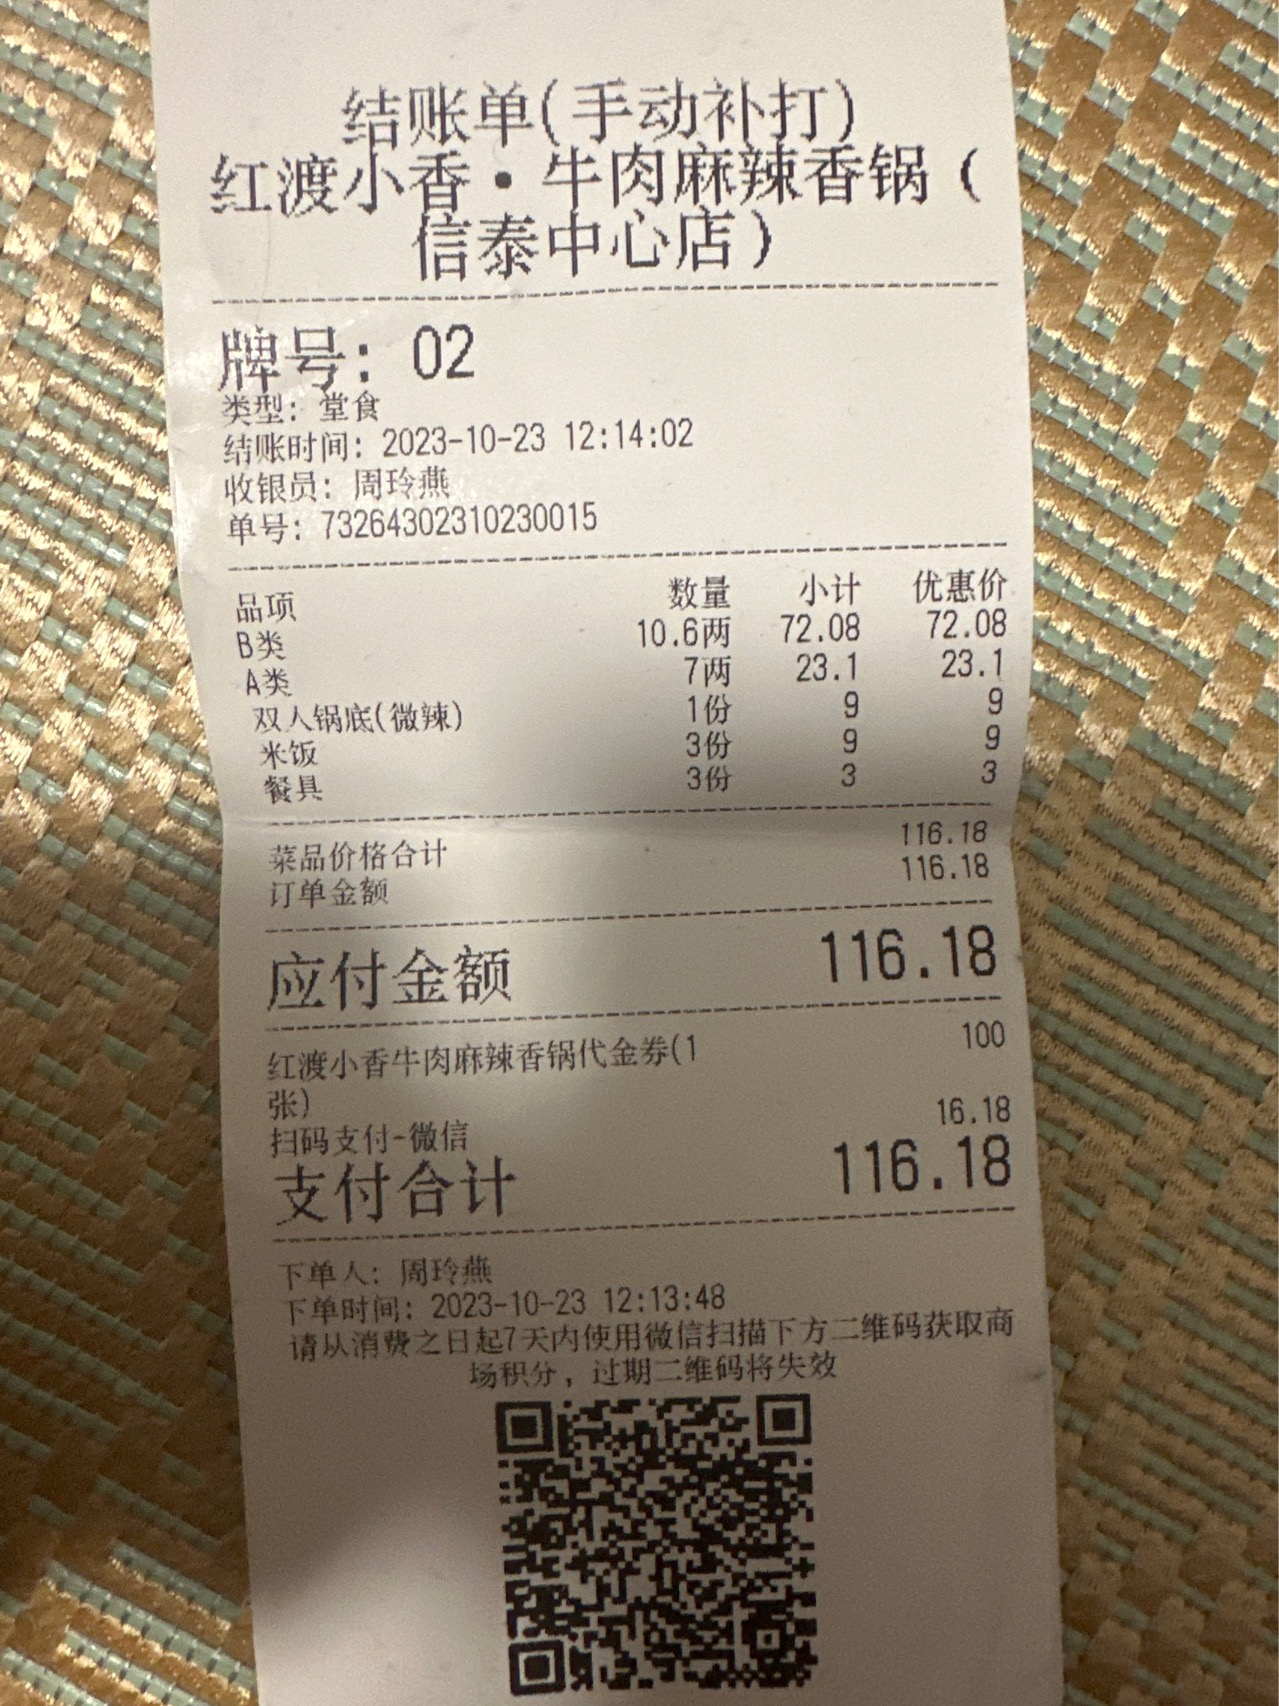 结账单(手动补打)
红渡小香·牛肉麻辣香锅(
信泰中心店)
牌号: 02
类型: 堂食
结账时间: 2023-10-23 12:14:02
收银员: 周玲燕
单号: 73264302310230015
品项 数量 小计 优惠价
B类 10.6两 72.08 72.08
A类 7两 23.1 23.1
双人锅底(微辣) 1份 9 9
米饭 3份 9 9
餐具 3份 3 3
菜品价格合计 116.18
订单金额 116.18
应付金额 116.18
红渡小香牛肉麻辣香锅代金券(1 100
张)
扫码支付-微信 16.18
支付合计 116.18
下单人: 周玲燕
下单时间: 2023-10-23 12:13:48
请从消费之日起7天内使用微信扫描下方二维码获取商
场积分, 过期二维码将失效